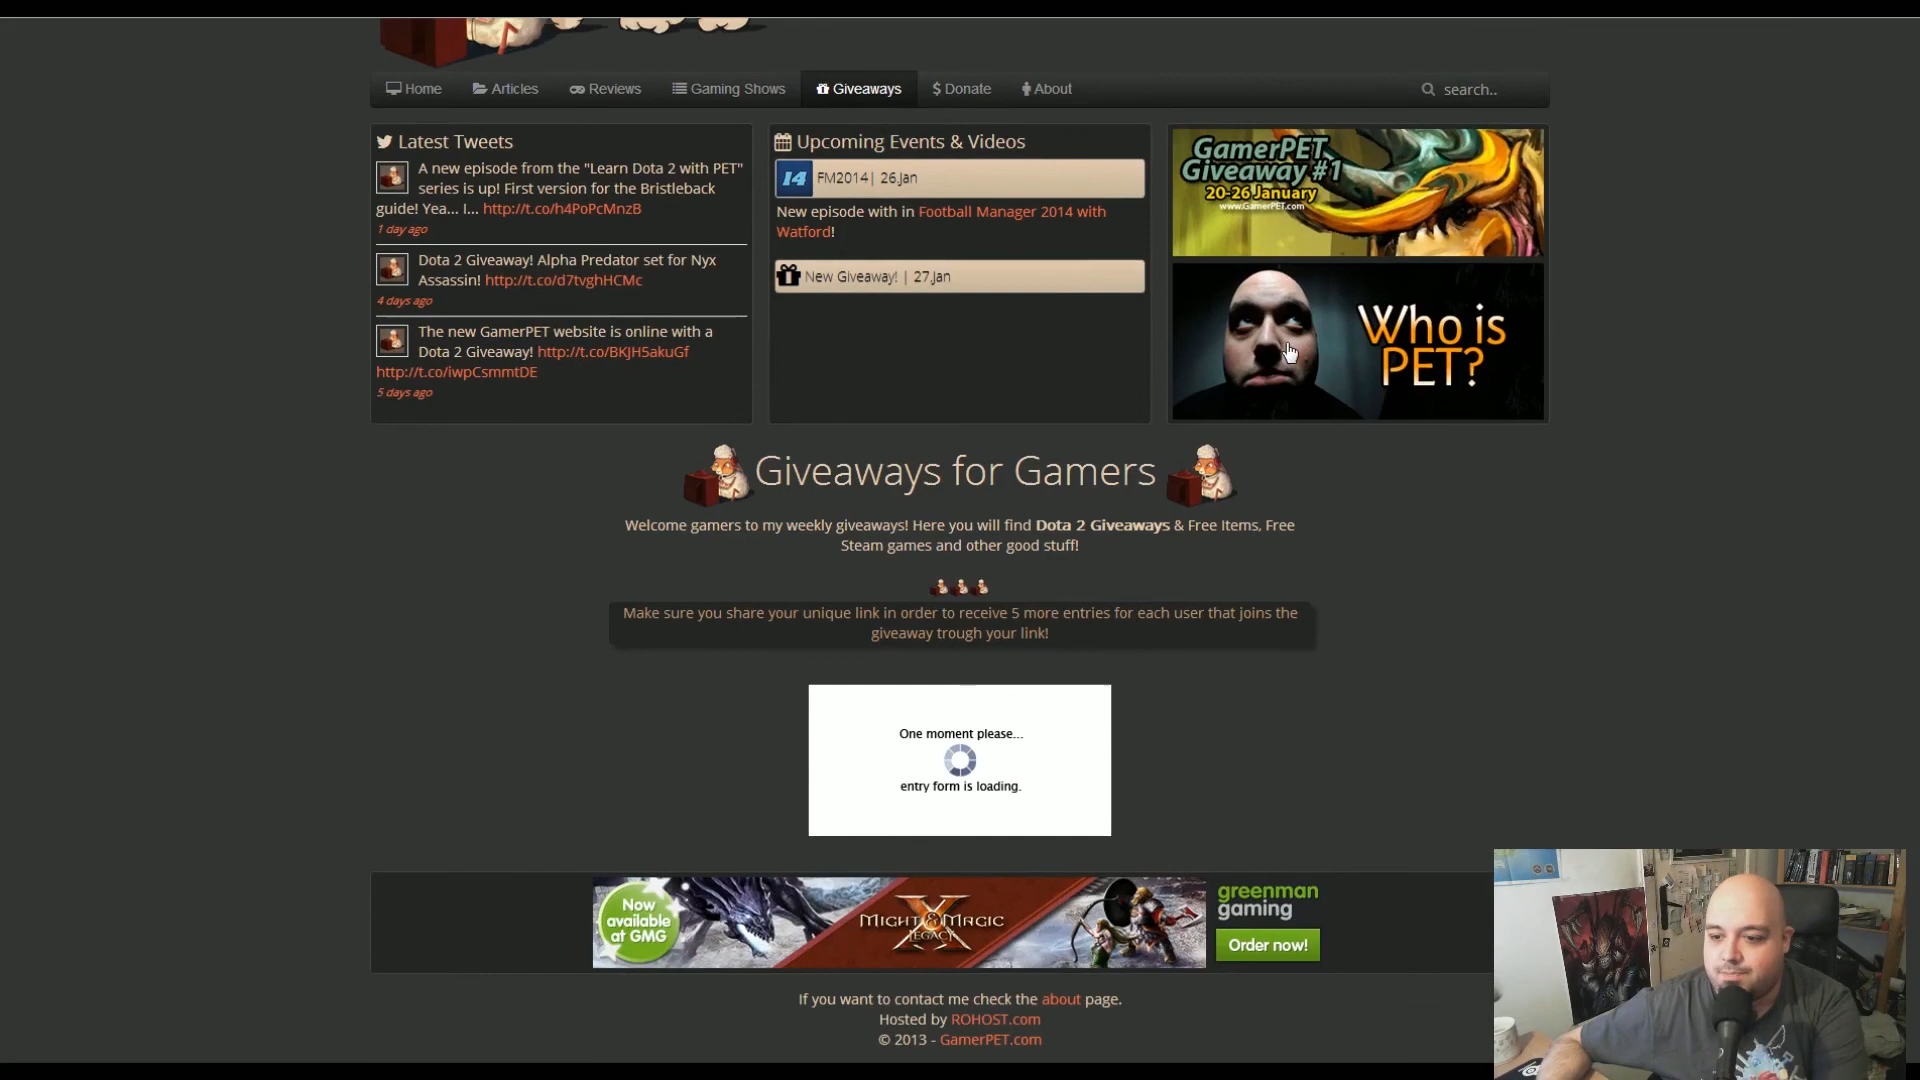 Home Articles Reviews Gaming Shows Giveaways Donate About search..
Latest Tweets
A new episode from the "Learn Dota 2 with PET"
series is up! First version for the Bristleback
guide! Yea... I... http://t.co/h4PoPcMnzB
1 day ago
Dota 2 Giveaway! Alpha Predator set for Nyx
Assassin! http://t.co/d7tvghHCMc
4 days ago
The new GamerPET website is online with a
Dota 2 Giveaway! http://t.co/BKJH5akuGf
http://t.co/iwpCsmmtDE
5 days ago
Upcoming Events & Videos
14 FM2014| 26.Jan
New episode with in Football Manager 2014 with
Watford!
New Giveaway! | 27.Jan
GamerPET
Giveaway #1
20-26 January
www.GamerPET.com
Who is
PET?
Giveaways for Gamers
Welcome gamers to my weekly giveaways! Here you will find Dota 2 Giveaways & Free Items, Free
Steam games and other good stuff!
Make sure you share your unique link in order to receive 5 more entries for each user that joins the
giveaway trough your link!
One moment please...
entry form is loading.
Now
available
at GMG
MIGHT & MAGIC
X
LEGACY
greenman
gaming
Order now!
If you want to contact me check the about page.
Hosted by ROHOST.com
© 2013 - GamerPET.com